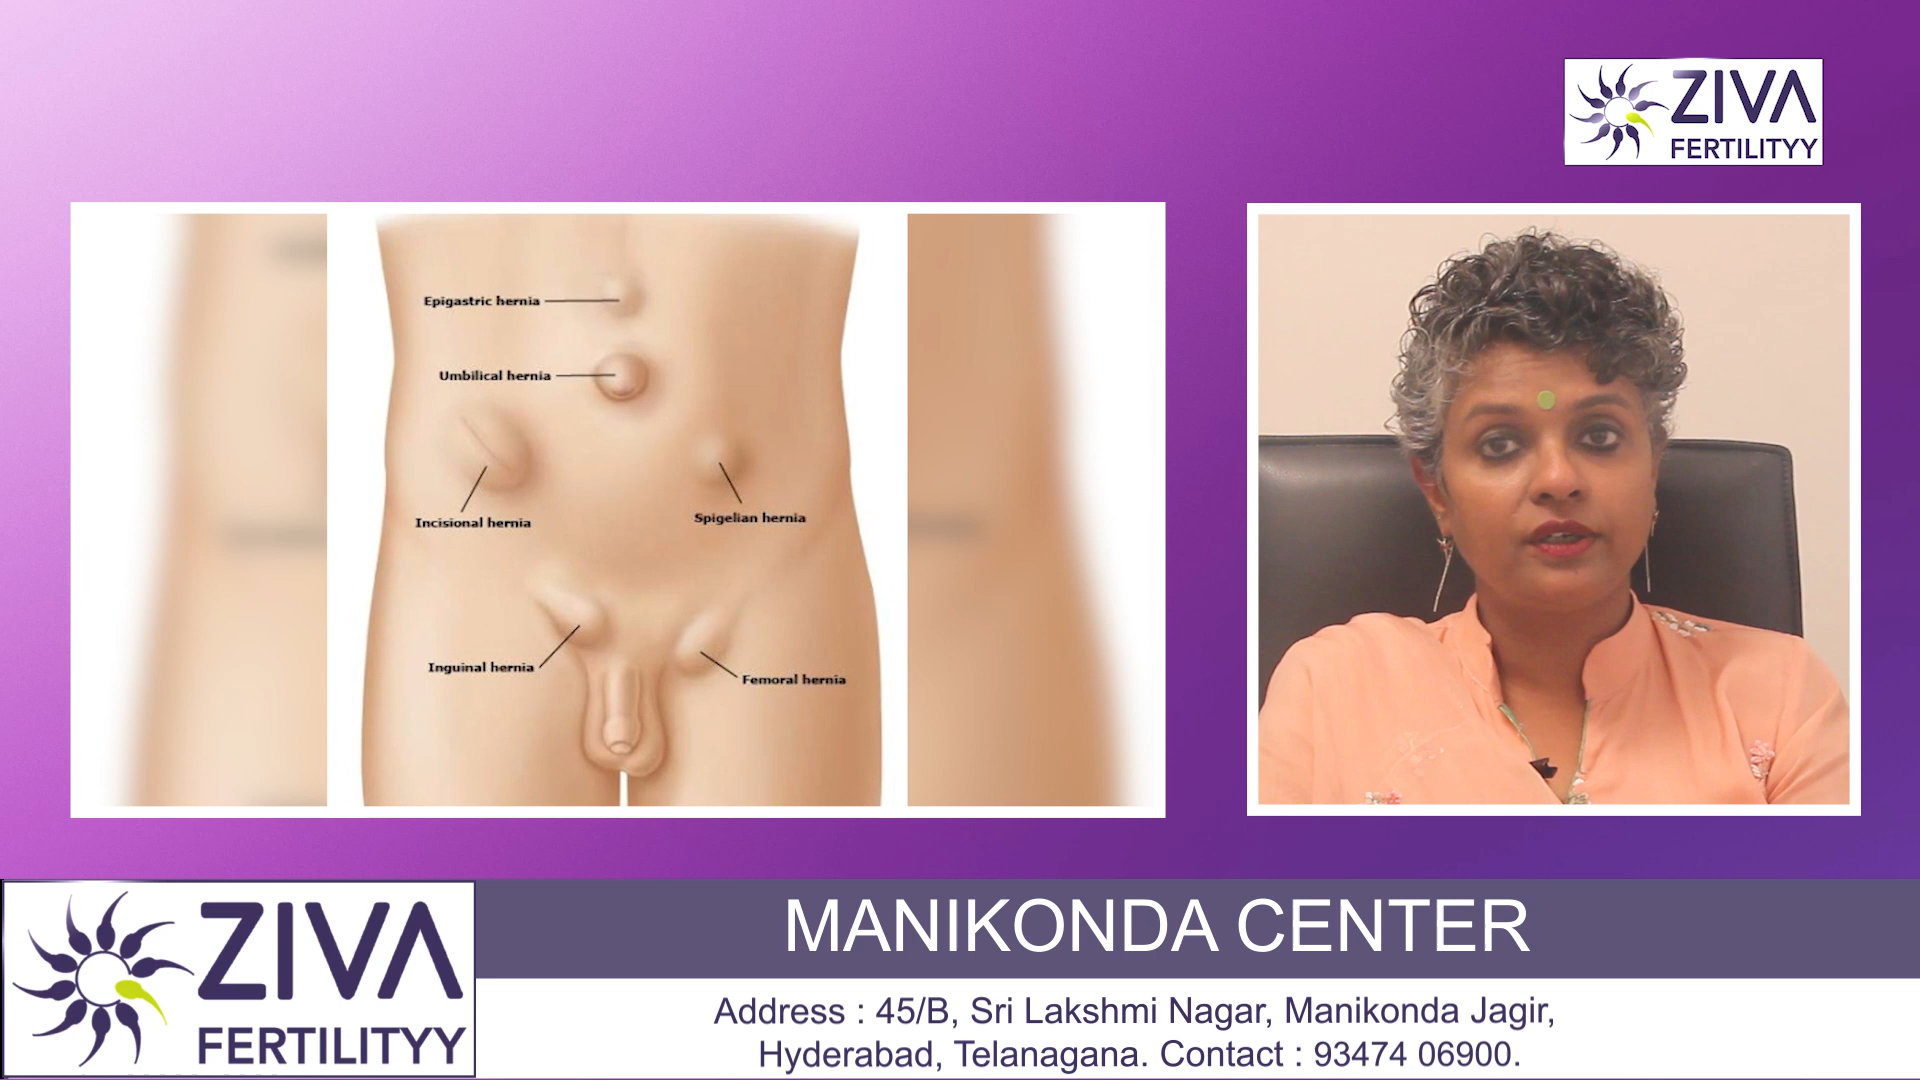 ZIVA
FERTILITYY
Epigastric hernia
Umbilical hernia
Incisional hernia
Spigelian hernia
Inguinal hernia
Femoral hernia
ZIVA
FERTILITYY
MANIKONDA CENTER
Address : 45/B, Sri Lakshmi Nagar, Manikonda Jagir,
Hyderabad, Telanagana. Contact : 93474 06900.